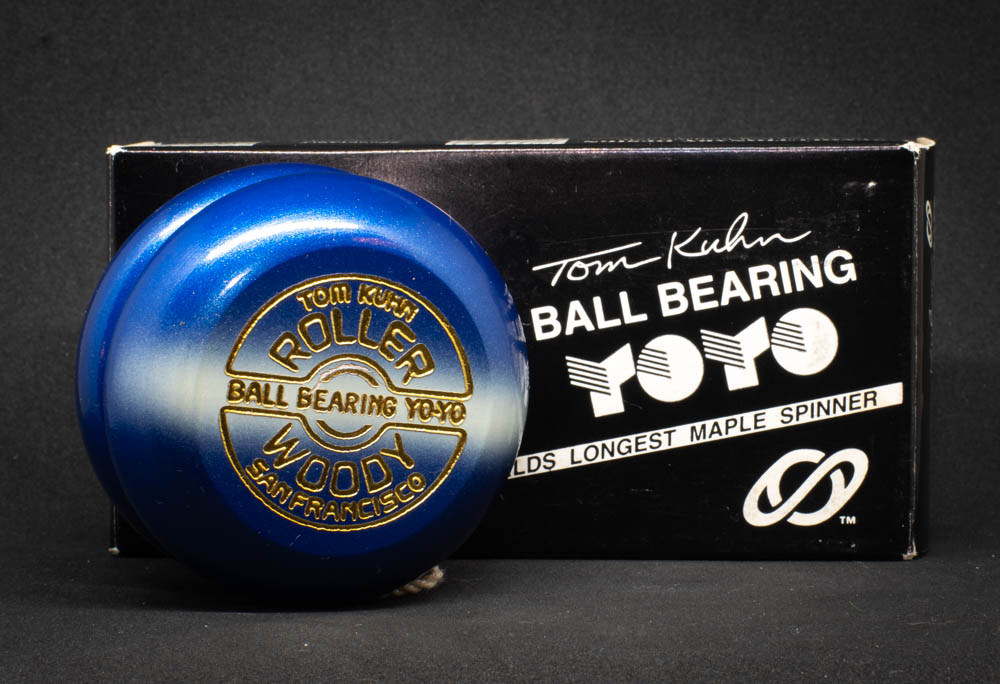 TOM KUHN
ROLLER
BALL BEARING YO-YO
WOODY
SAN FRANCISCO
Tom Kuhn
BALL BEARING
YOYO
LDS LONGEST MAPLE SPINNER
TM